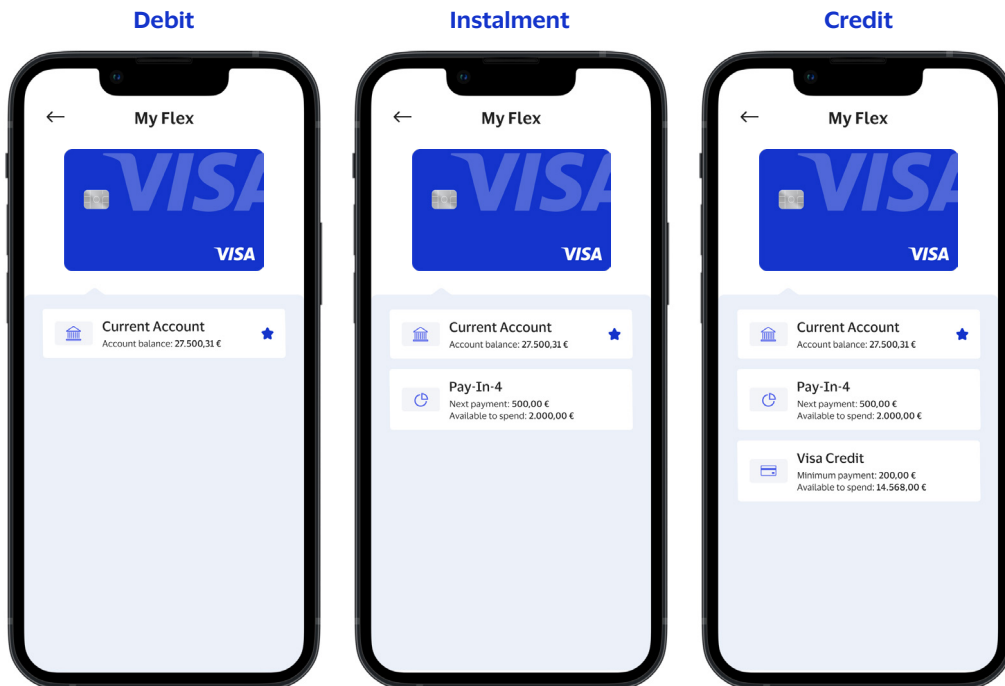 Debit
My Flex
VISA
VISA
Current Account
Account balance: 27.500,31 €
Instalment
My Flex
VISA
VISA
Current Account
Account balance: 27.500,31 €
Pay-In-4
Next payment: 500,00 €
Available to spend: 2.000,00 €
Credit
My Flex
VISA
VISA
Current Account
Account balance: 27.500,31 €
Pay-In-4
Next payment: 500,00 €
Available to spend: 2.000,00 €
Visa Credit
Minimum payment: 200,00 €
Available to spend: 14.568,00 €